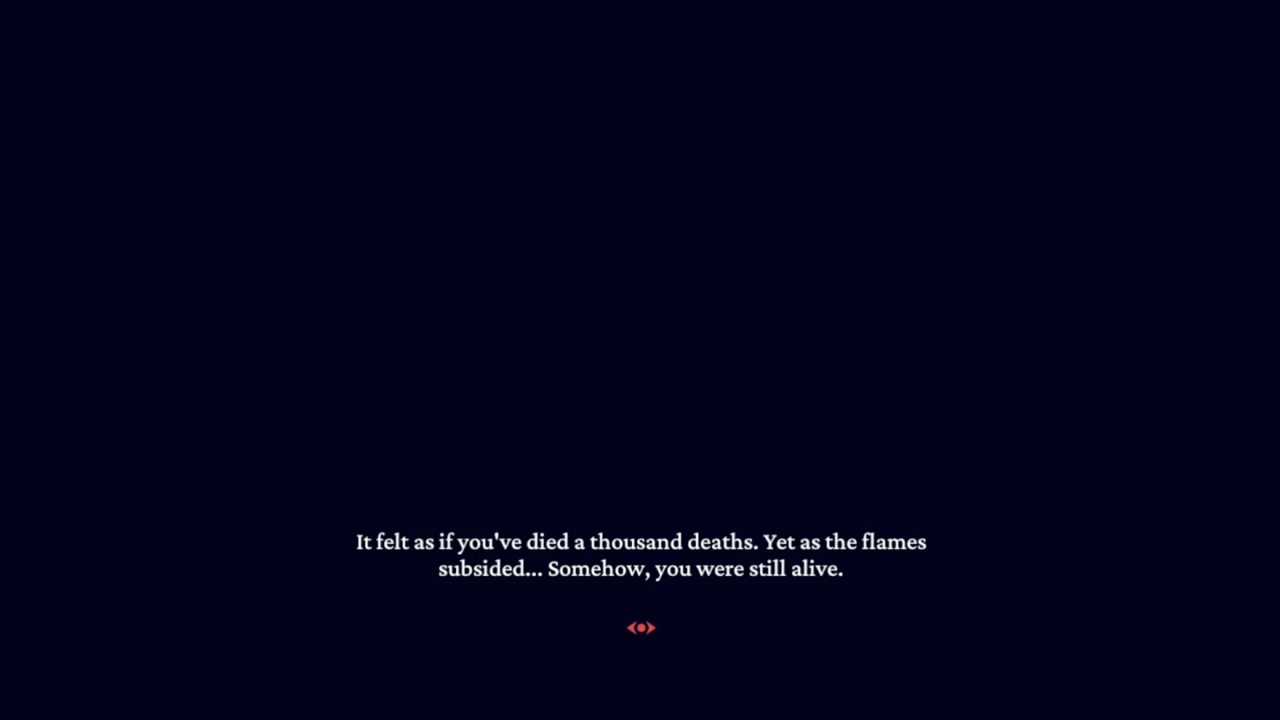 It felt as if you've died a thousand deaths. Yet as the flames
subsided... Somehow, you were still alive.